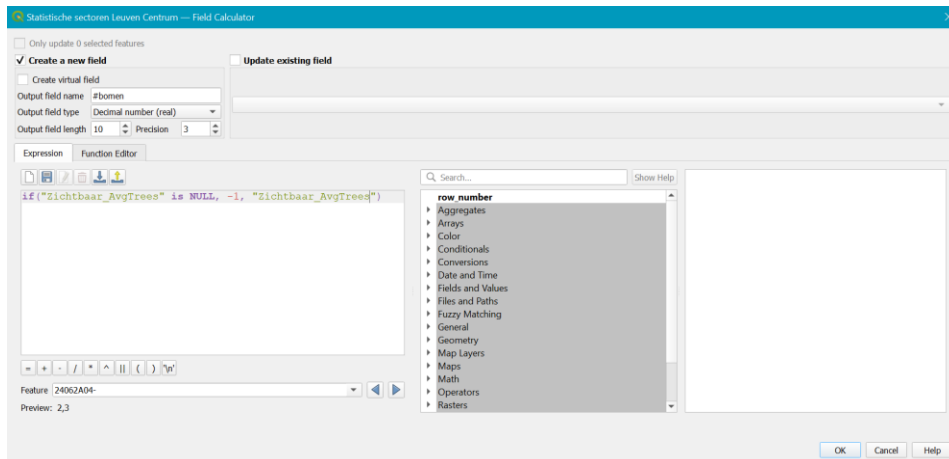 Statistische sectoren Leuven Centrum — Field Calculator
Only update 0 selected features
Create a new field
Update existing field
Create virtual field
Output field name #bomen
Output field type Decimal number (real)
Output field length 10 Precision 3
Expression Function Editor
if("Zichtbaar_AvgTrees" is NULL, -1, "Zichtbaar_AvgTrees")
Search... Show Help
row_number
Aggregates
Arrays
Color
Conditionals
Conversions
Date and Time
Fields and Values
Files and Paths
Fuzzy Matching
General
Geometry
Map Layers
Maps
Math
Operators
Rasters
= + - / * ^ || ( ) '\n'
Feature 24062A04-
Preview: 2,3
OK Cancel Help